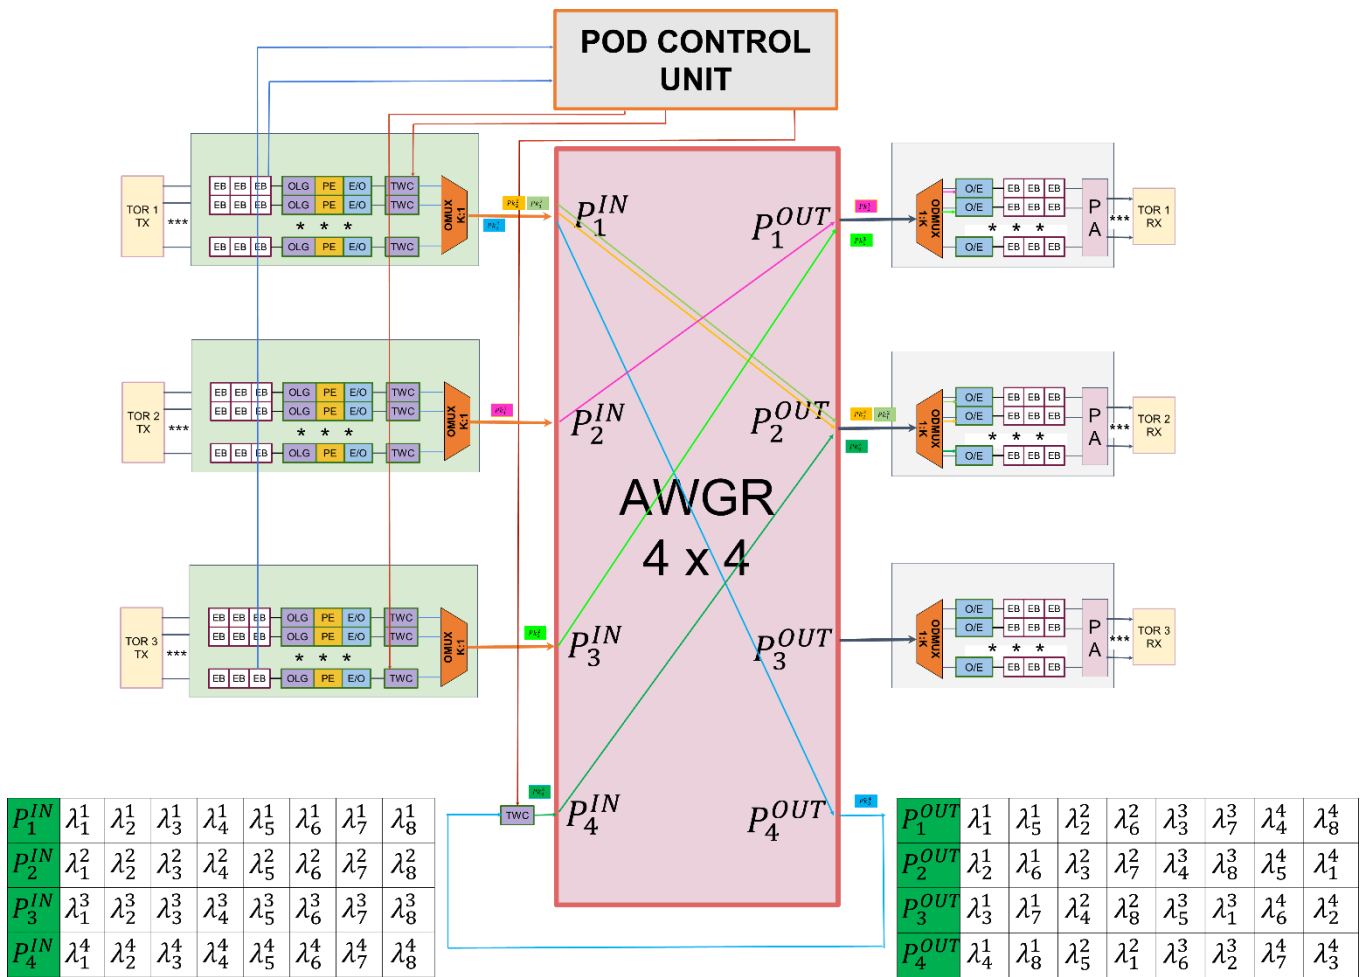 POD CONTROL
UNIT
TOR 1
TX
***
EB EB EB OLG PE E/O TWC
EB EB EB OLG PE E/O TWC
* * *
EB EB EB OLG PE E/O TWC
OMUX
K:1
P_1^{IN}
P_1^{OUT}
ODMUX
1:K
O/E EB EB EB
O/E EB EB EB
* * *
O/E EB EB EB
P
A
***
TOR 1
RX
TOR 2
TX
***
EB EB EB OLG PE E/O TWC
EB EB EB OLG PE E/O TWC
* * *
EB EB EB OLG PE E/O TWC
OMUX
K:1
P_2^{IN}
P_2^{OUT}
ODMUX
1:K
O/E EB EB EB
O/E EB EB EB
* * *
O/E EB EB EB
P
A
***
TOR 2
RX
AWGR
4 x 4
TOR 3
TX
***
EB EB EB OLG PE E/O TWC
EB EB EB OLG PE E/O TWC
* * *
EB EB EB OLG PE E/O TWC
OMUX
K:1
P_3^{IN}
P_3^{OUT}
ODMUX
1:K
O/E EB EB EB
O/E EB EB EB
* * *
O/E EB EB EB
P
A
***
TOR 3
RX
TWC
P_4^{IN}
P_4^{OUT}
P_1^{IN} λ_1^1 λ_2^1 λ_3^1 λ_4^1 λ_5^1 λ_6^1 λ_7^1 λ_8^1
P_2^{IN} λ_1^2 λ_2^2 λ_3^2 λ_4^2 λ_5^2 λ_6^2 λ_7^2 λ_8^2
P_3^{IN} λ_1^3 λ_2^3 λ_3^3 λ_4^3 λ_5^3 λ_6^3 λ_7^3 λ_8^3
P_4^{IN} λ_1^4 λ_2^4 λ_3^4 λ_4^4 λ_5^4 λ_6^4 λ_7^4 λ_8^4
P_1^{OUT} λ_1^1 λ_5^1 λ_2^2 λ_6^2 λ_3^3 λ_7^3 λ_4^4 λ_8^4
P_2^{OUT} λ_2^1 λ_6^1 λ_3^2 λ_7^2 λ_4^3 λ_8^3 λ_5^4 λ_1^4
P_3^{OUT} λ_3^1 λ_7^1 λ_4^2 λ_8^2 λ_5^3 λ_1^3 λ_6^4 λ_2^4
P_4^{OUT} λ_4^1 λ_8^1 λ_5^2 λ_1^2 λ_6^3 λ_2^3 λ_7^4 λ_3^4